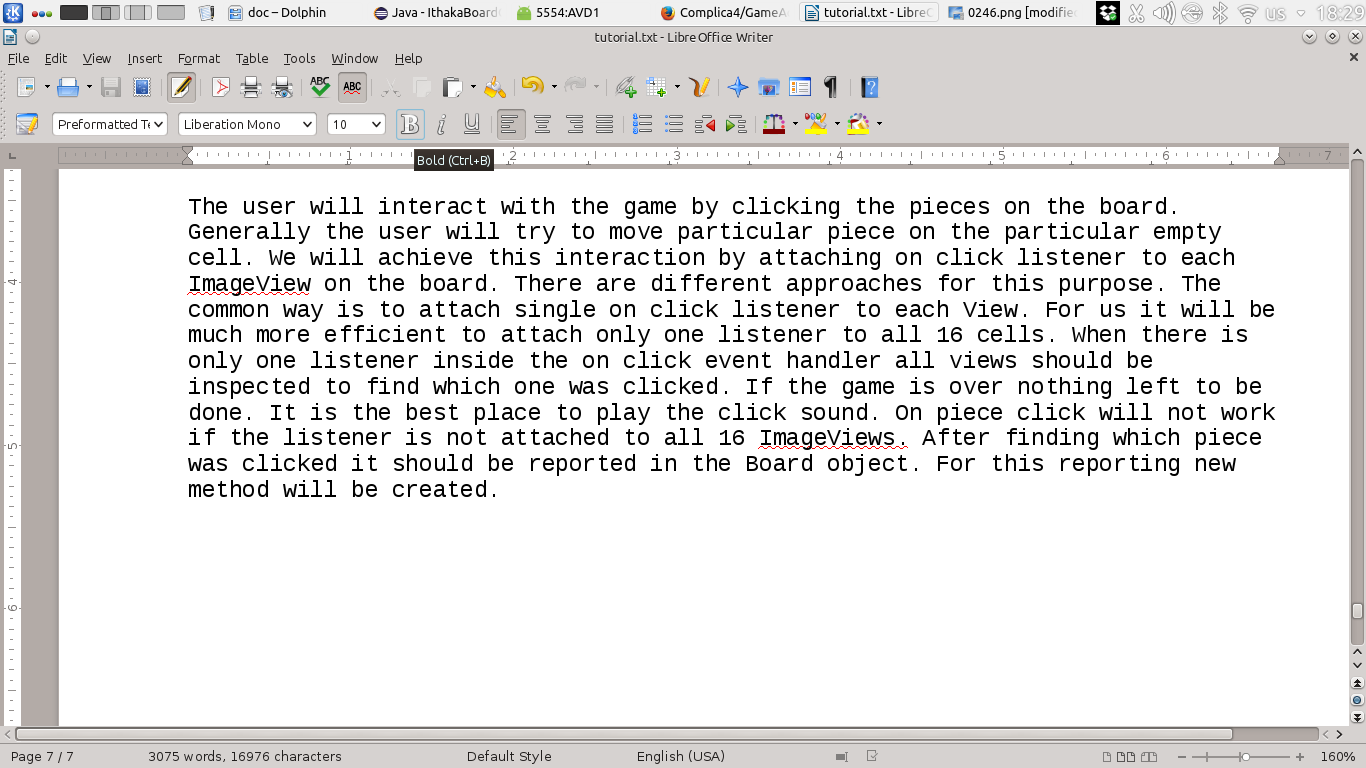 doc – Dolphin
Java - IthakaBoard
5554:AVD1
Complica4/GameA
tutorial.txt - LibreC
0246.png [modifie
us
18:29
tutorial.txt - LibreOffice Writer
File Edit View Insert Format Table Tools Window Help
ABC ABC
Preformatted Te
Liberation Mono
10
B i U
Bold (Ctrl+B)
1 2 3 4 5 6 7
The user will interact with the game by clicking the pieces on the board.
Generally the user will try to move particular piece on the particular empty
cell. We will achieve this interaction by attaching on click listener to each
ImageView on the board. There are different approaches for this purpose. The
common way is to attach single on click listener to each View. For us it will be
much more efficient to attach only one listener to all 16 cells. When there is
only one listener inside the on click event handler all views should be
inspected to find which one was clicked. If the game is over nothing left to be
done. It is the best place to play the click sound. On piece click will not work
if the listener is not attached to all 16 ImageViews. After finding which piece
was clicked it should be reported in the Board object. For this reporting new
method will be created.
4
5
6
Page 7 / 7
3075 words, 16976 characters
Default Style
English (USA)
160%